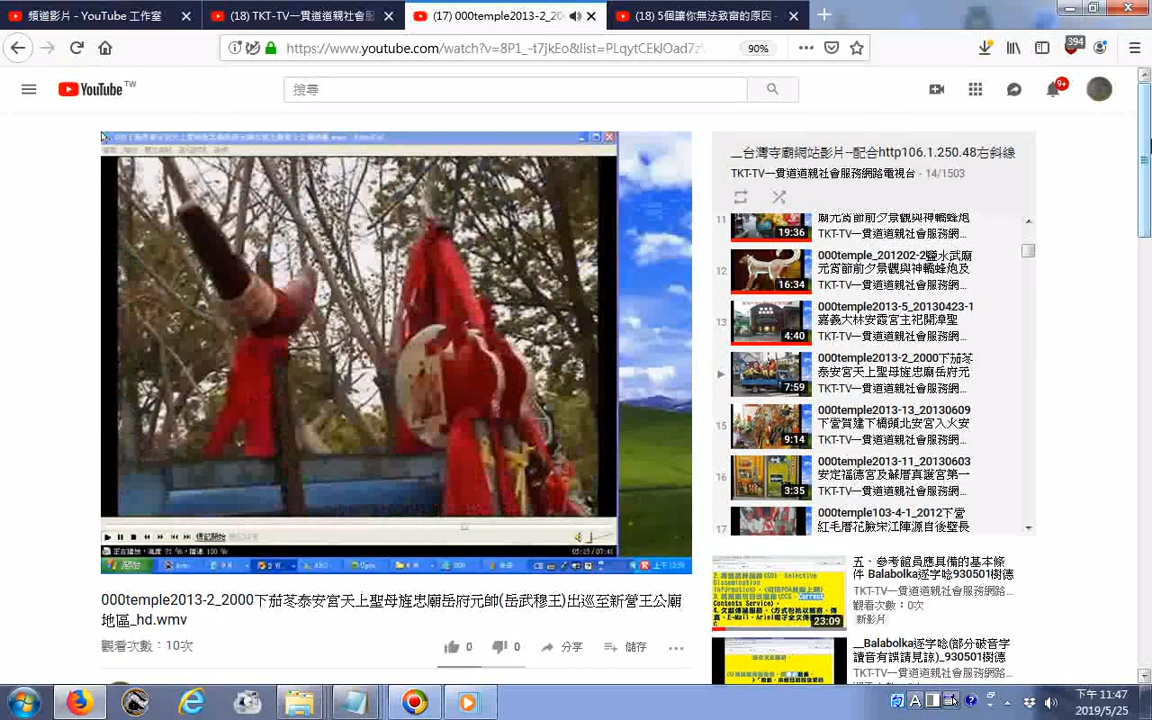 頻道影片 - YouTube 工作室
(18) TKT-TV一貫道道親社會服
(17) 000temple2013-2_20
(18) 5個讓你無法致富的原因 -
https://www.youtube.com/watch?v=8P1_-t7jkEo&list=PLqytCEklOad7z
90%
394
YouTube TW
搜尋
9+
__台灣寺廟網站影片--配合http106.1.250.48右斜線
TKT-TV一貫道道親社會服務網路電視台 - 14/1503
11
廟元宵前夕景觀與神轎蜂炮
TKT-TV一貫道道親社會服務網...
19:36
12
000temple_201202-2鹽水武廟
元宵節前夕景觀與神轎蜂炮及
TKT-TV一貫道道親社會服務網...
16:34
13
000temple2013-5_20130423-1
嘉義大林安霞宮主祀開漳聖
TKT-TV一貫道道親社會服務網...
4:40
000temple2013-2_2000下茄苳
泰安宮天上聖母旌忠廟岳府元
TKT-TV一貫道道親社會服務網...
7:59
15
000temple2013-13_20130609
下營賀建下橋頭北安宮入火安
TKT-TV一貫道道親社會服務網...
9:14
16
000temple2013-11_20130603
安定福德宮及蘇厝真護宮第一
TKT-TV一貫道道親社會服務網...
3:35
17
000temple103-4-1_2012下營
紅毛厝花臉宋江陣源自後壁長
標記開始
05:13 / 07:41
開始
000temple2013-2_2000下茄苳泰安宮天上聖母旌忠廟岳府元帥(岳武穆王)出巡至新營王公廟
地區_hd.wmv
觀看次數：10次
0
0
分享
儲存
五、參考館員應具備的基本條
件 Balabolka逐字唸930501樹德
TKT-TV一貫道道親社會服務網路...
觀看次數：0次
新影片
23:09
__Balabolka逐字唸(部分破音字
讀音有誤請見諒)_930501樹德
TKT-TV一貫道道親社會服務網路...
下午 11:47
2019/5/25